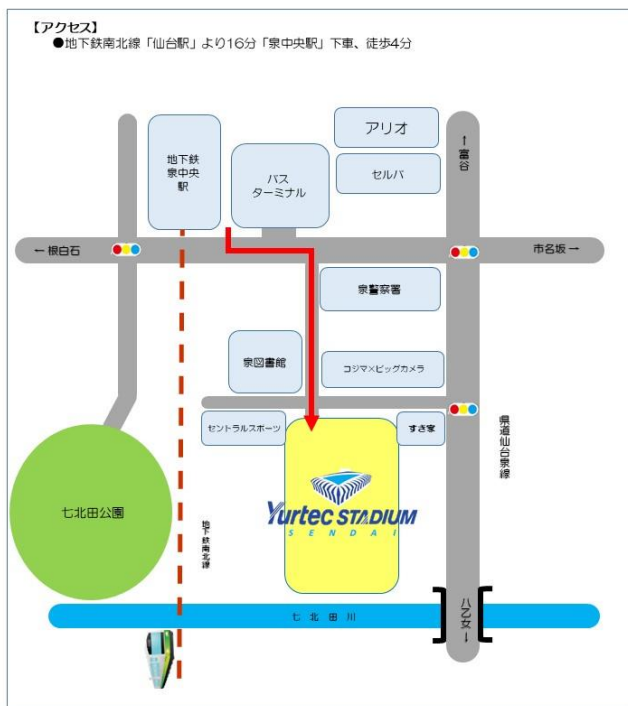 【アクセス】
●地下鉄南北線「仙台駅」より16分「泉中央駅」下車、徒歩4分
アリオ
←富谷
地下鉄
泉中央
駅
バス
ターミナル
セルバ
←根白石
市名坂→
泉警察署
泉図書館
コジマ×ビックカメラ
セントラルスポーツ
すき家
県道仙台泉線
七北田公園
Yurtec STADIUM
SENDAI
地下鉄南北線
七北田川
八乙女→